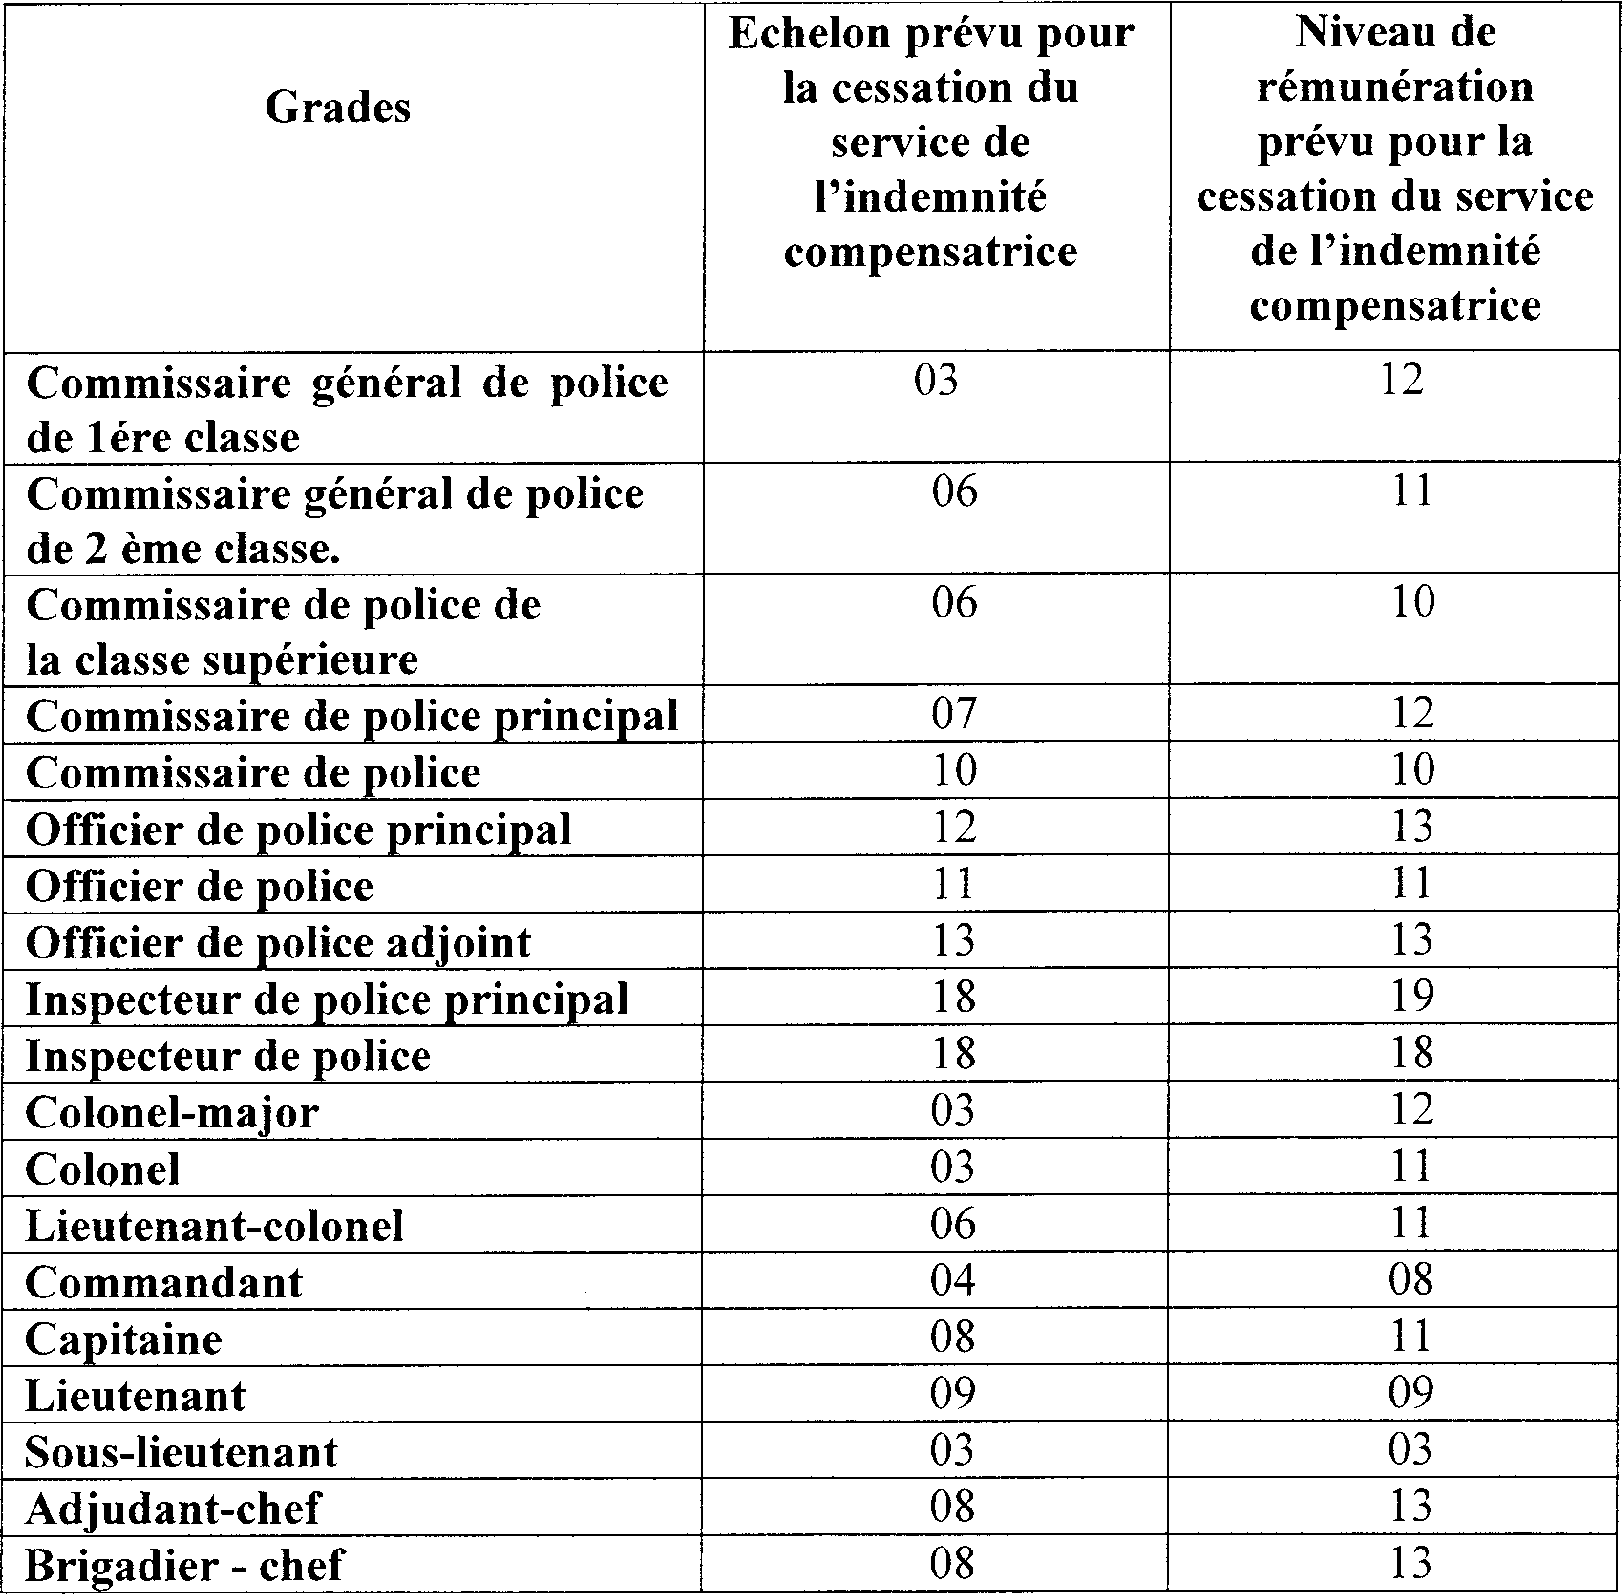 Grades
Echelon prévu pour
la cessation du
service de
l'indemnité
compensatrice
Niveau de
rémunération
prévu pour la
cessation du service
de l'indemnité
compensatrice
Commissaire général de police
de 1ére classe
03
12
Commissaire général de police
de 2 ème classe.
06
11
Commissaire de police de
la classe supérieure
06
10
Commissaire de police principal 07 12
Commissaire de police 10 10
Officier de police principal 12 13
Officier de police 11 11
Officier de police adjoint 13 13
Inspecteur de police principal 18 19
Inspecteur de police 18 18
Colonel-major 03 12
Colonel 03 11
Lieutenant-colonel 06 11
Commandant 04 08
Capitaine 08 11
Lieutenant 09 09
Sous-lieutenant 03 03
Adjudant-chef 08 13
Brigadier - chef 08 13